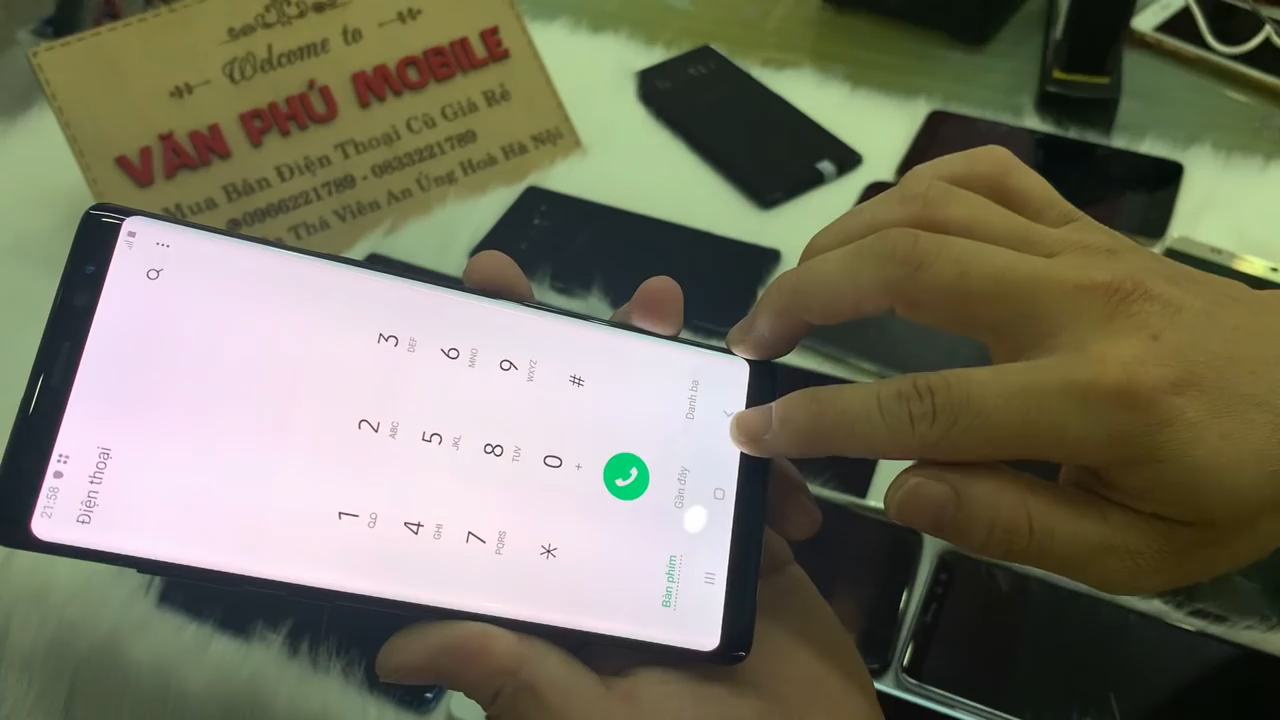 Welcome to
VĂN PHÚ MOBILE
Mua Bán Điện Thoại Cũ Giá Rẻ
0966221789 - 0833221789
Thá Viên An Ứng Hoà Hà Nội
21:58
Điện thoại
1
2 ABC
3 DEF
4 GHI
5 JKL
6 MNO
7 PQRS
8 TUV
9 WXYZ
*
0 +
#
Bàn phím
Gần đây
Danh bạ